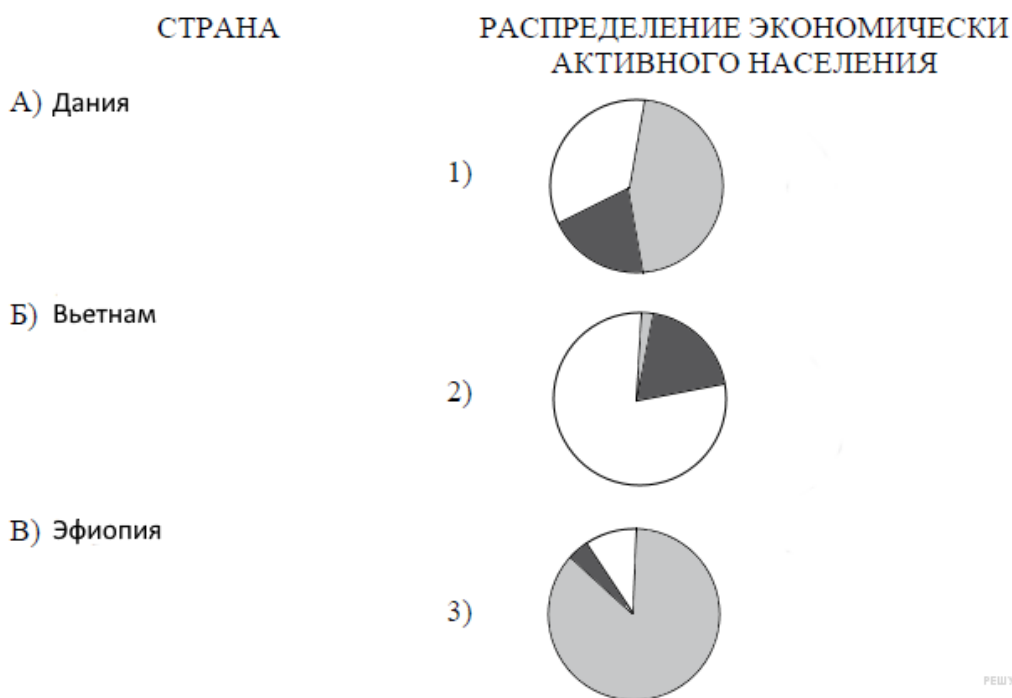 СТРАНА
РАСПРЕДЕЛЕНИЕ ЭКОНОМИЧЕСКИ
АКТИВНОГО НАСЕЛЕНИЯ
А) Дания
1)
Б) Вьетнам
2)
В) Эфиопия
3)